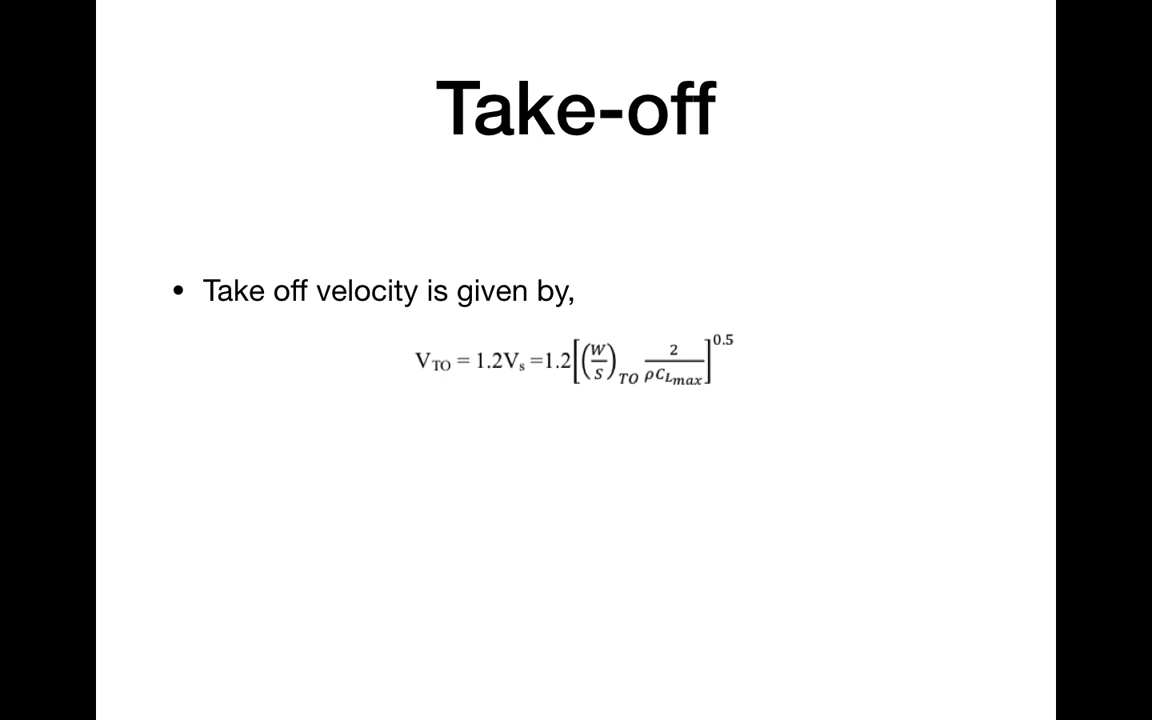 Take-off
• Take off velocity is given by,
V_TO = 1.2V_s =1.2[(W/S)_TO 2/(ρC_Lmax)]^0.5